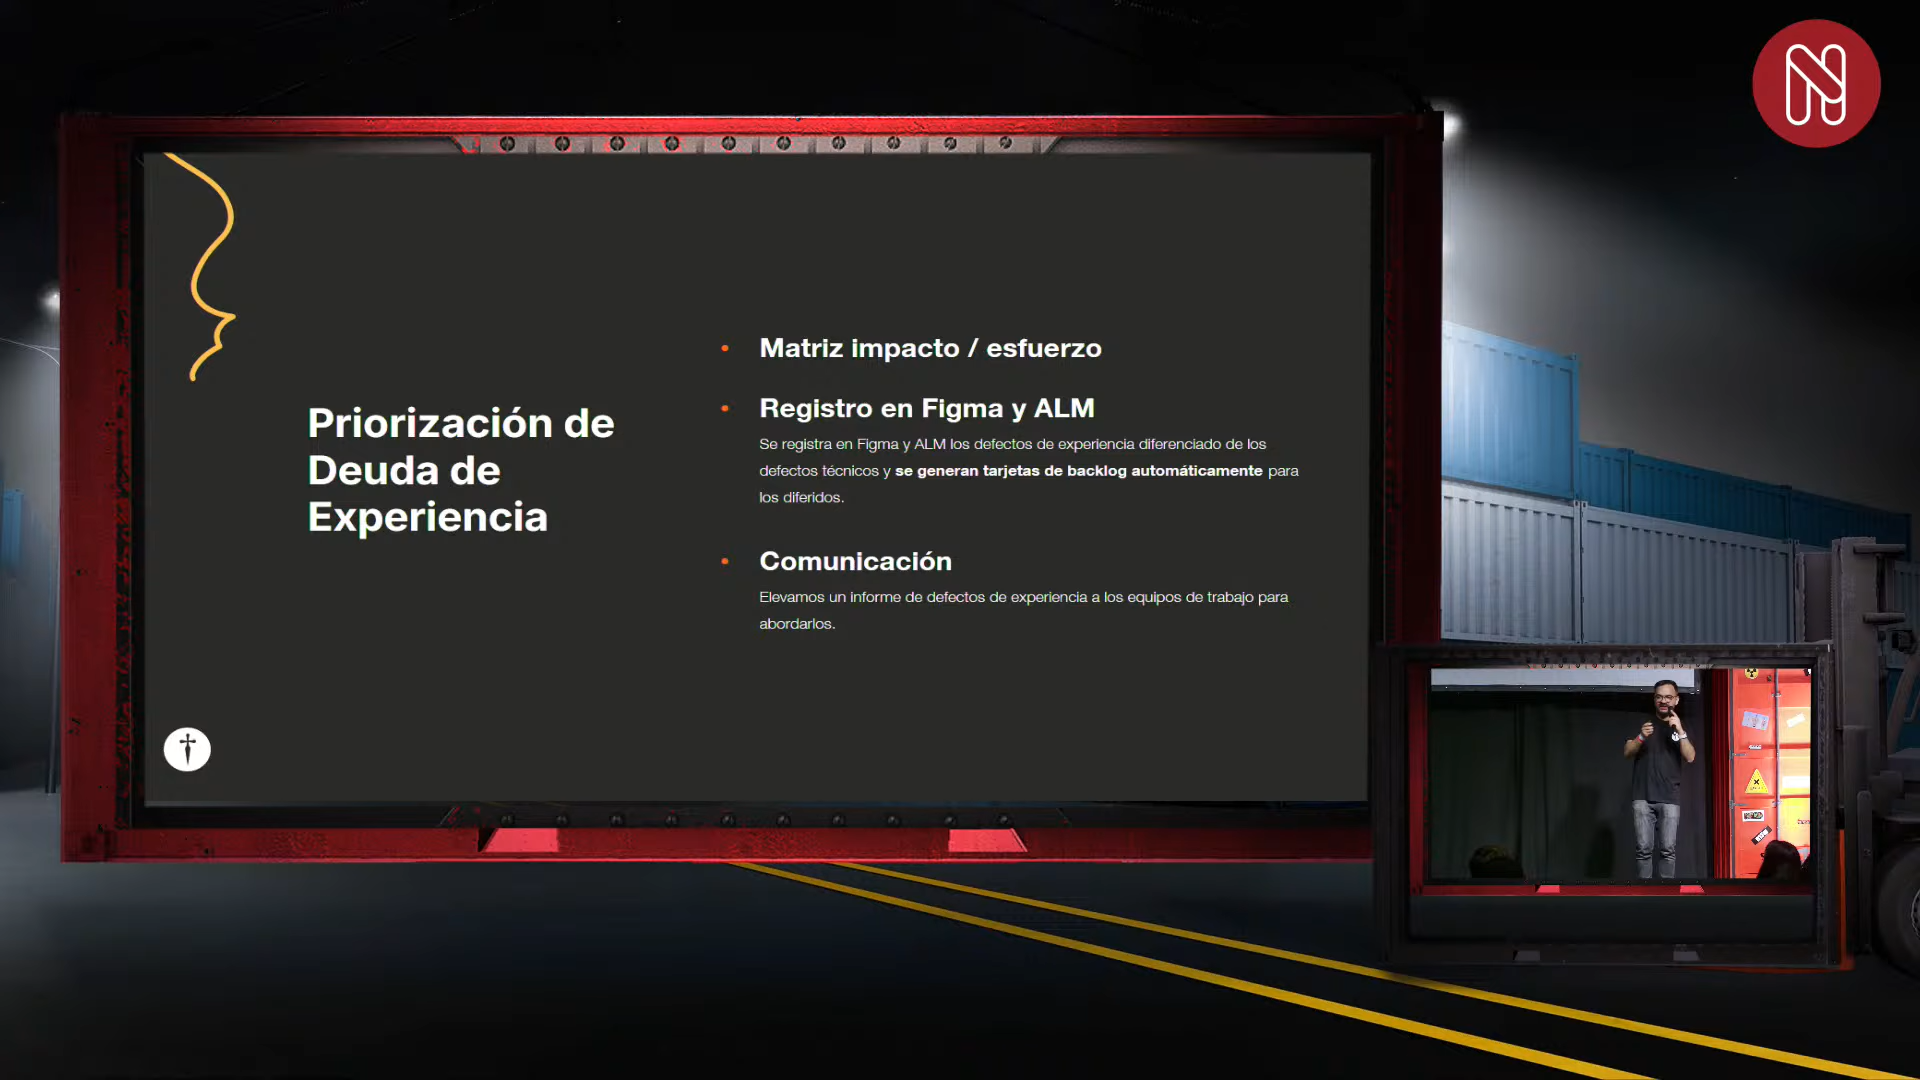 Priorización de
Deuda de
Experiencia
Matriz impacto / esfuerzo
Registro en Figma y ALM
Se registra en Figma y ALM los defectos de experiencia diferenciado de los
defectos técnicos y se generan tarjetas de backlog automáticamente para
los diferidos.
Comunicación
Elevamos un informe de defectos de experiencia a los equipos de trabajo para
abordarlos.